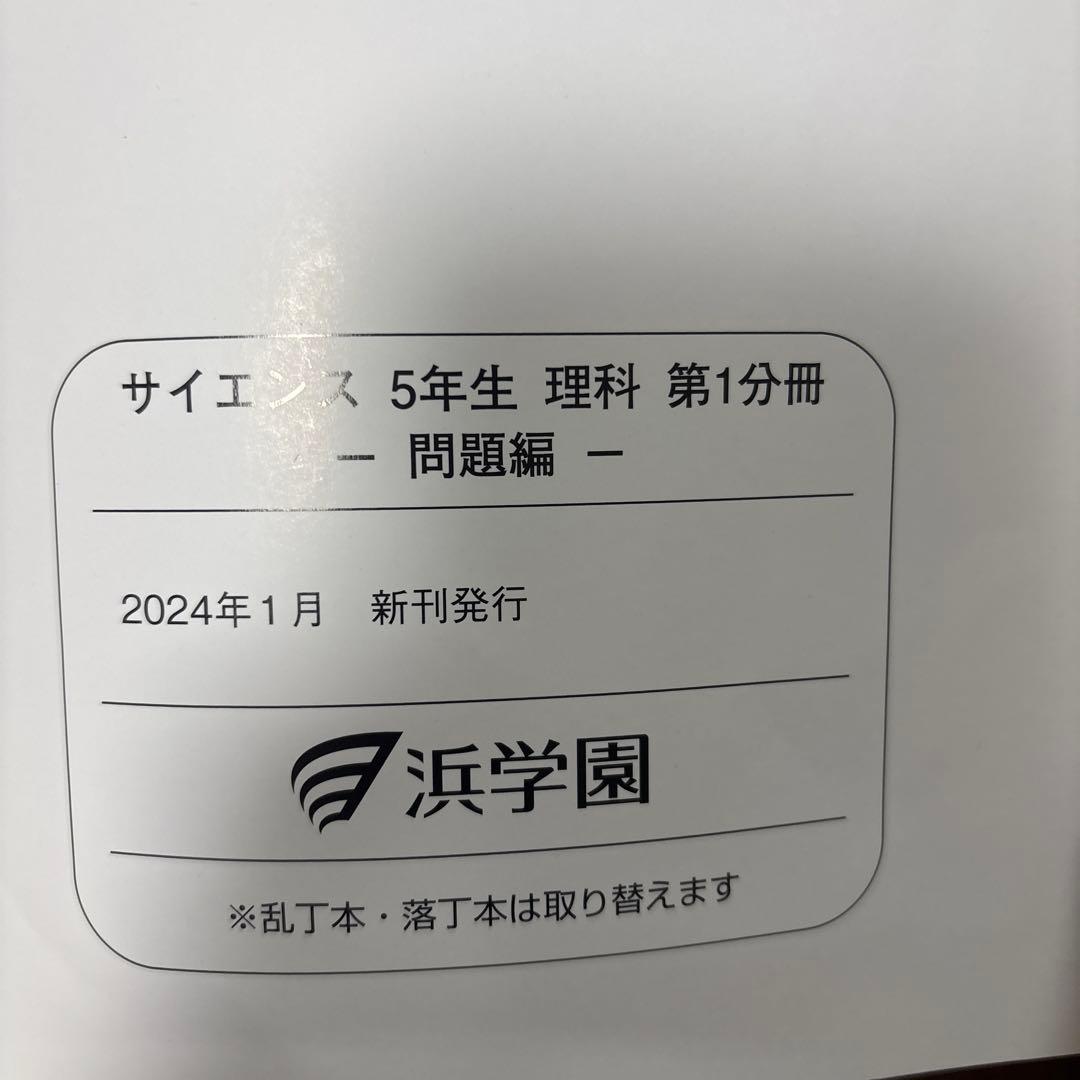 サイエンス 5年生 理科 第1分冊
― 問題編 ―
2024年1月 新刊発行
浜学園
※乱丁本・落丁本は取り替えます